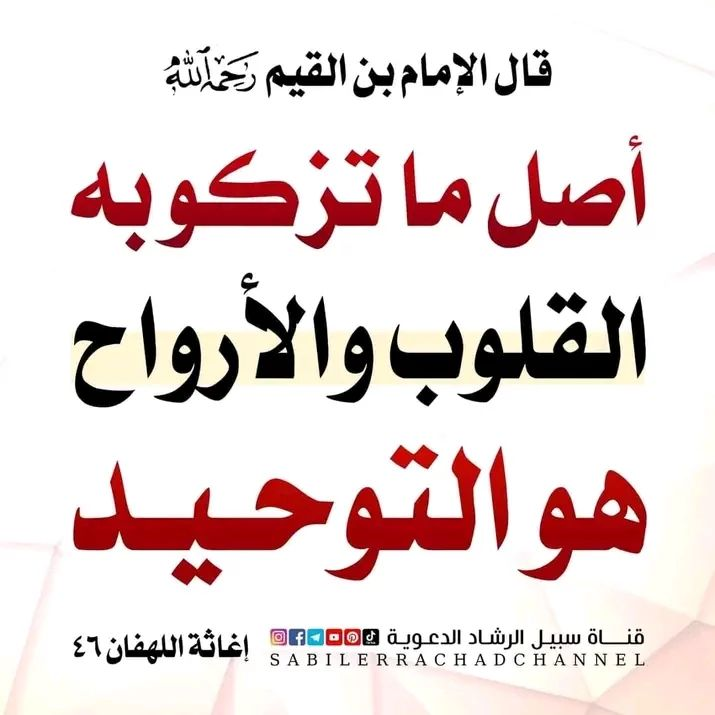 قال الإمام بن القيم رحمه الله
أصل ما تزكو به
القلوب والأرواح
هو التوحيد
قناة سبيل الرشاد الدعوية
SABILERRACHADCHANNEL
إغاثة اللهفان ٤٦